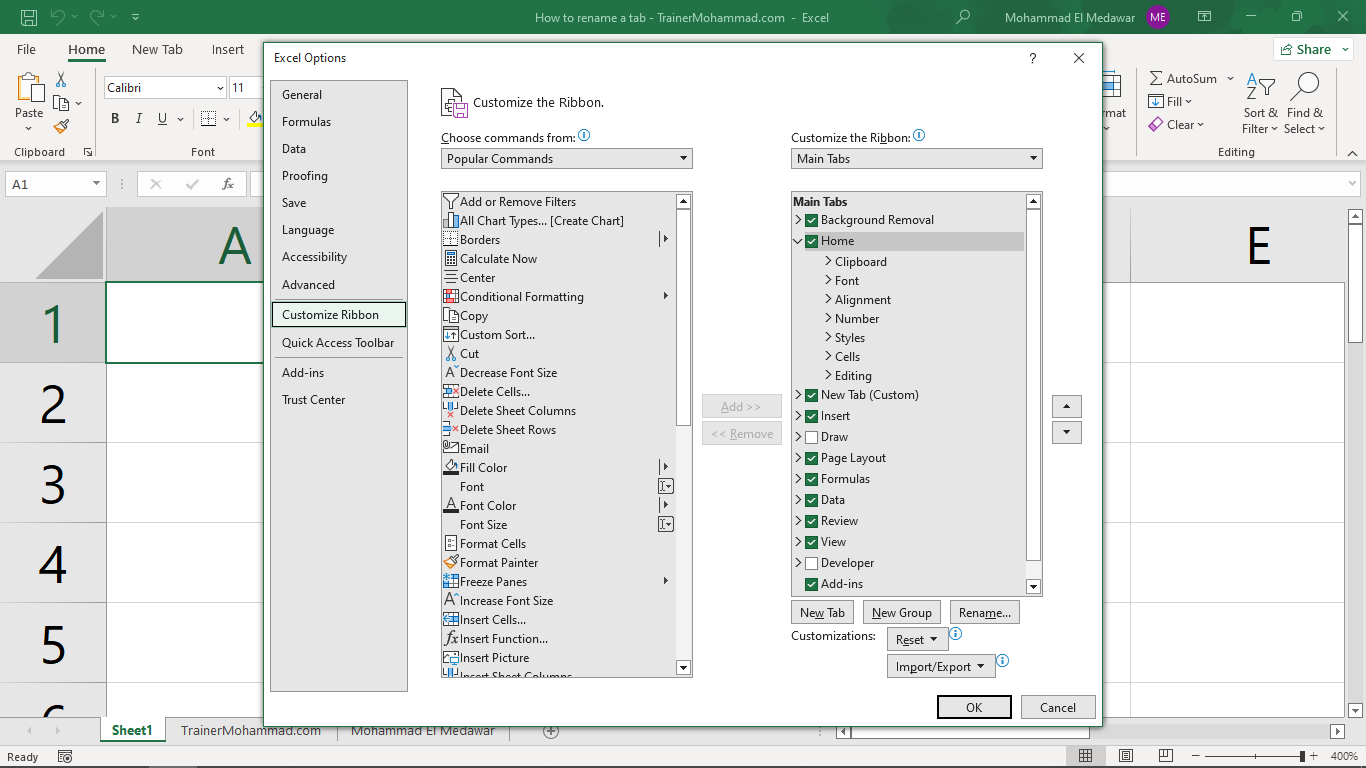 How to rename a tab - TrainerMohammad.com - Excel
Mohammad El Medawar
ME
File
Home
New Tab
Insert
Share
Paste
Clipboard
Calibri
11
B I U
Font
AutoSum
Fill
Clear
Sort &
Filter
Find &
Select
Editing
A1
fx
A
E
1
2
3
4
5
Excel Options
?
General
Formulas
Data
Proofing
Save
Language
Accessibility
Advanced
Customize Ribbon
Quick Access Toolbar
Add-ins
Trust Center
Customize the Ribbon.
Choose commands from:
Popular Commands
Add or Remove Filters
All Chart Types... [Create Chart]
Borders
Calculate Now
Center
Conditional Formatting
Copy
Custom Sort...
Cut
Decrease Font Size
Delete Cells...
Delete Sheet Columns
Delete Sheet Rows
Email
Fill Color
Font
Font Color
Font Size
Format Cells
Format Painter
Freeze Panes
Increase Font Size
Insert Cells...
Insert Function...
Insert Picture
Insert Sheet Columns
Add >>
<< Remove
Customize the Ribbon:
Main Tabs
Main Tabs
Background Removal
Home
Clipboard
Font
Alignment
Number
Styles
Cells
Editing
New Tab (Custom)
Insert
Draw
Page Layout
Formulas
Data
Review
View
Developer
Add-ins
New Tab
New Group
Rename...
Customizations:
Reset
Import/Export
OK
Cancel
Sheet1
TrainerMohammad.com
Mohammad El Medawar
Ready
400%